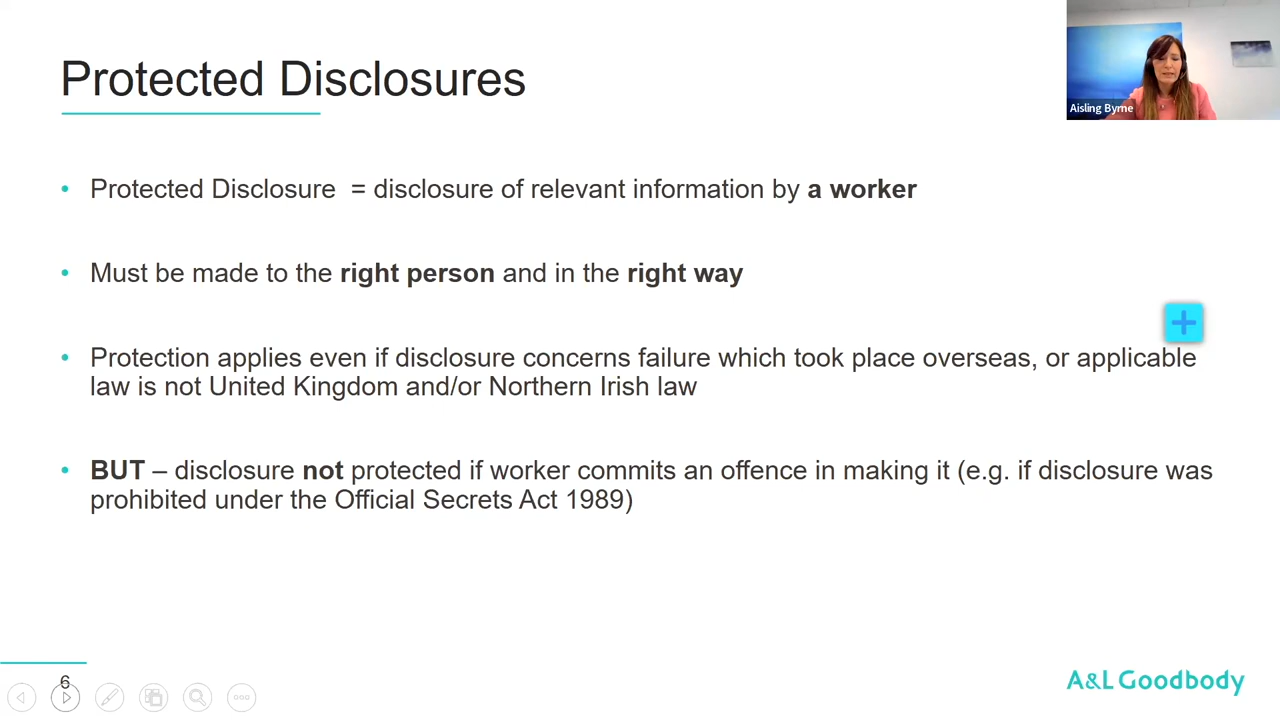 Protected Disclosures
Aisling Byrne
• Protected Disclosure = disclosure of relevant information by a worker
• Must be made to the right person and in the right way
• Protection applies even if disclosure concerns failure which took place overseas, or applicable
law is not United Kingdom and/or Northern Irish law
• BUT – disclosure not protected if worker commits an offence in making it (e.g. if disclosure was
prohibited under the Official Secrets Act 1989)
6
A&L Goodbody